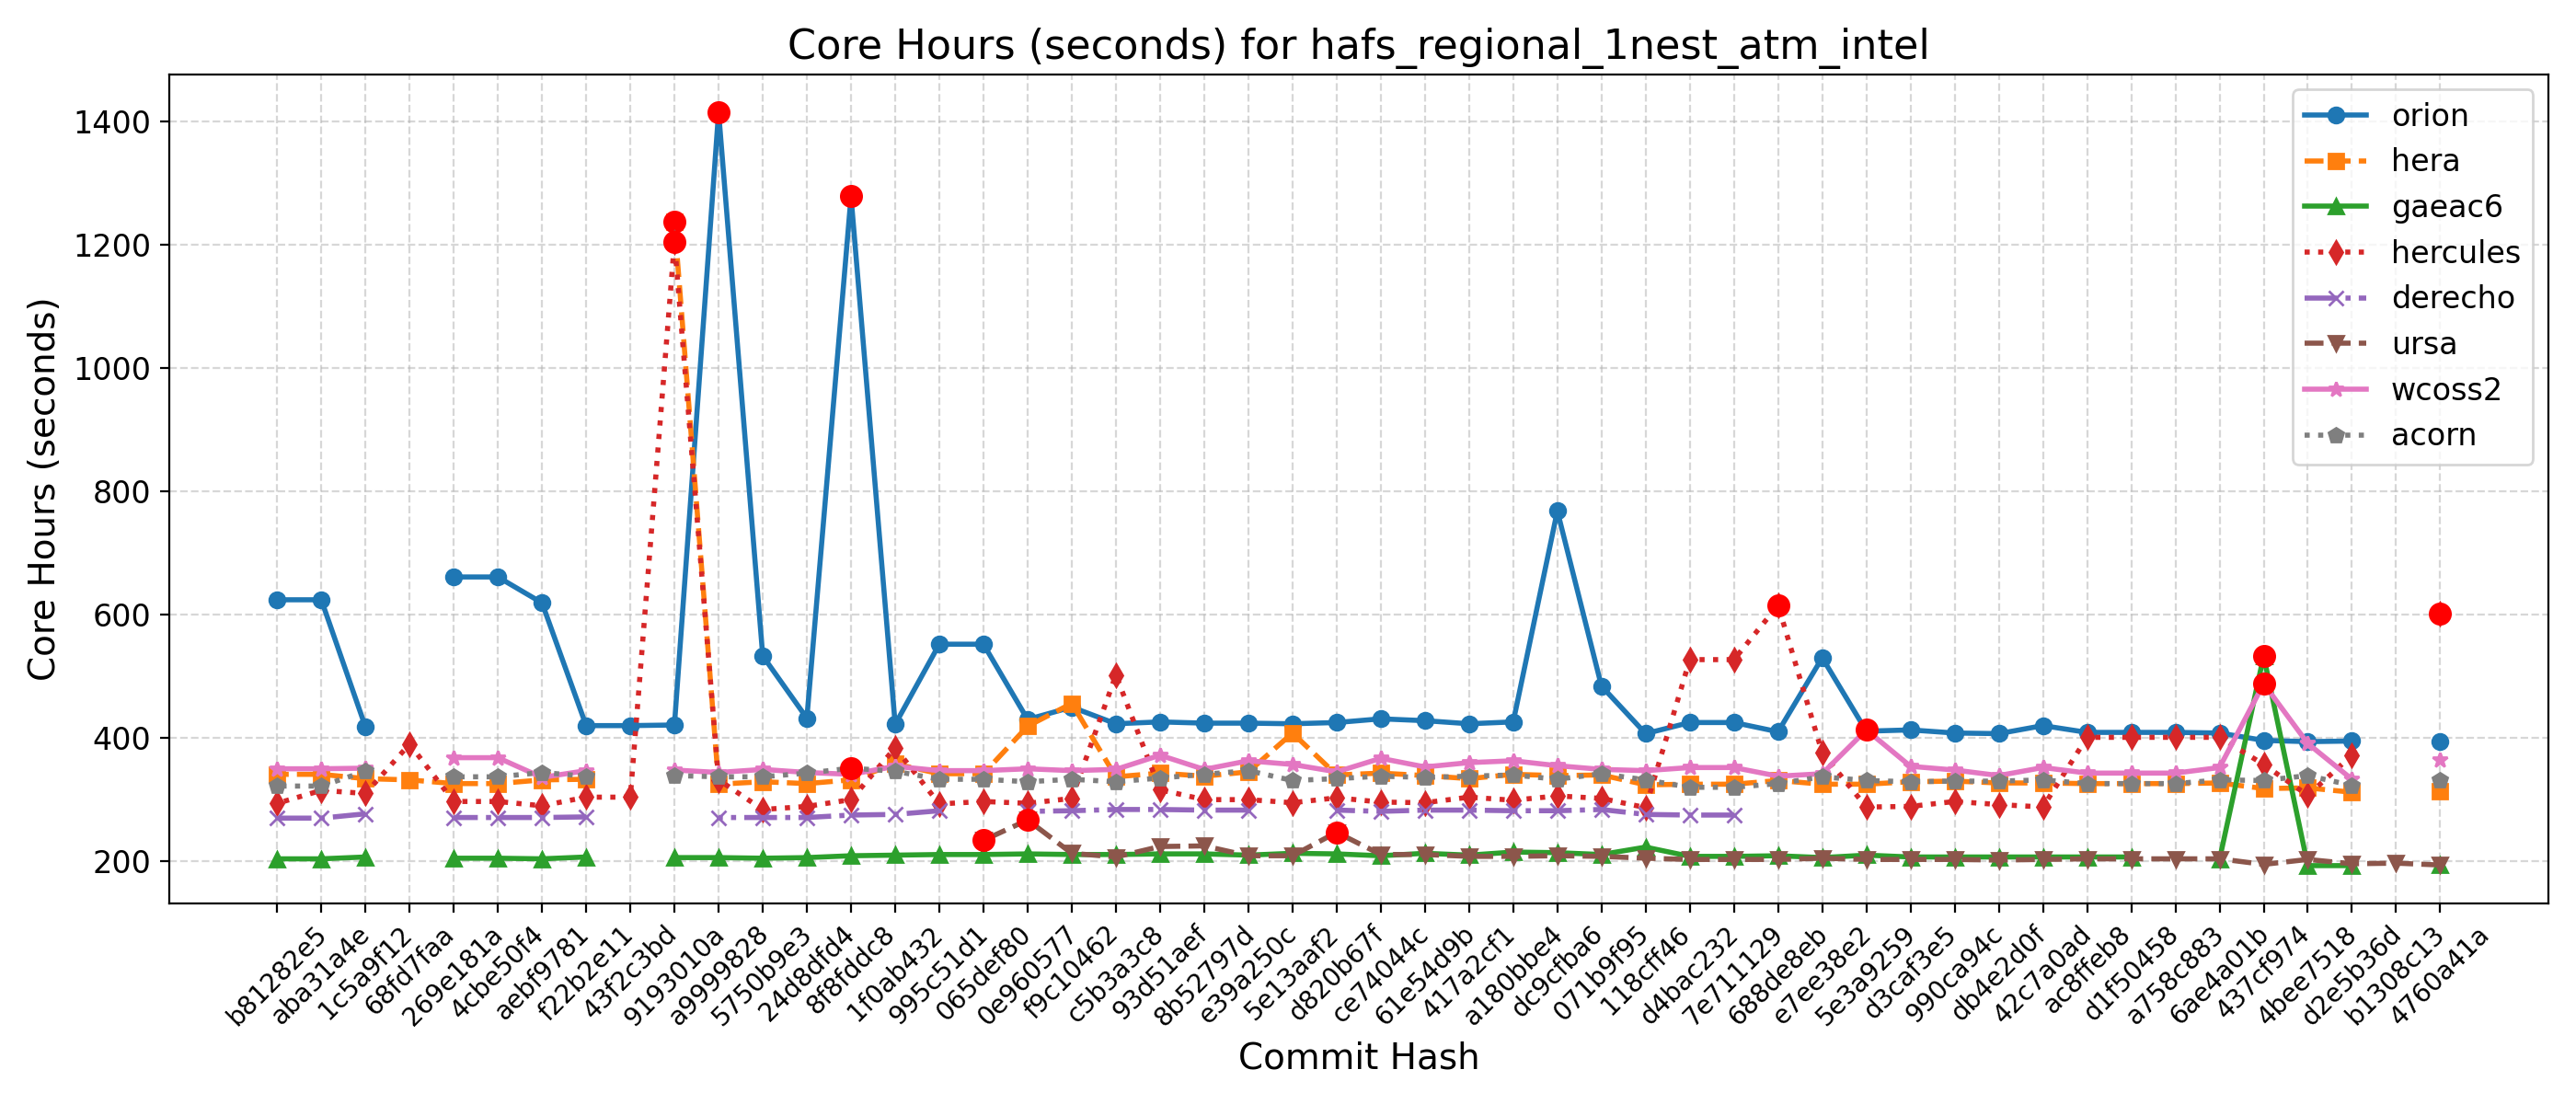 Core Hours (seconds) for hafs_regional_1nest_atm_intel
Core Hours (seconds)
1400
1200
1000
800
600
400
200
orion
hera
gaeac6
hercules
derecho
ursa
wcoss2
acorn
b81282e5
aba31a4e
1c5a9f12
68fd7faa
269e181a
4cbe50f4
aebf9781
f22b2e11
43f2c3bd
9193010a
a9999828
5750b9e3
24d8dfd4
8f8fddc8
1f0ab432
995c51d1
065def80
0e960577
f9c10462
c5b3a3c8
93d51aef
8b52797d
e39a250c
5e13aaf2
d820b67f
ce74044c
61e54d9b
417a2cf1
a180bbe4
dc9cfba6
071b9f95
118cff46
d4bac232
7e711129
688de8eb
e7ee38e2
5e3a9259
d3caf3e5
990ca94c
db4e2d0f
42c7a0ad
ac8ffeb8
d1f50458
a758c883
6ae4a01b
437cf974
4bee7518
d2e5b36d
b1308c13
4760a41a
Commit Hash